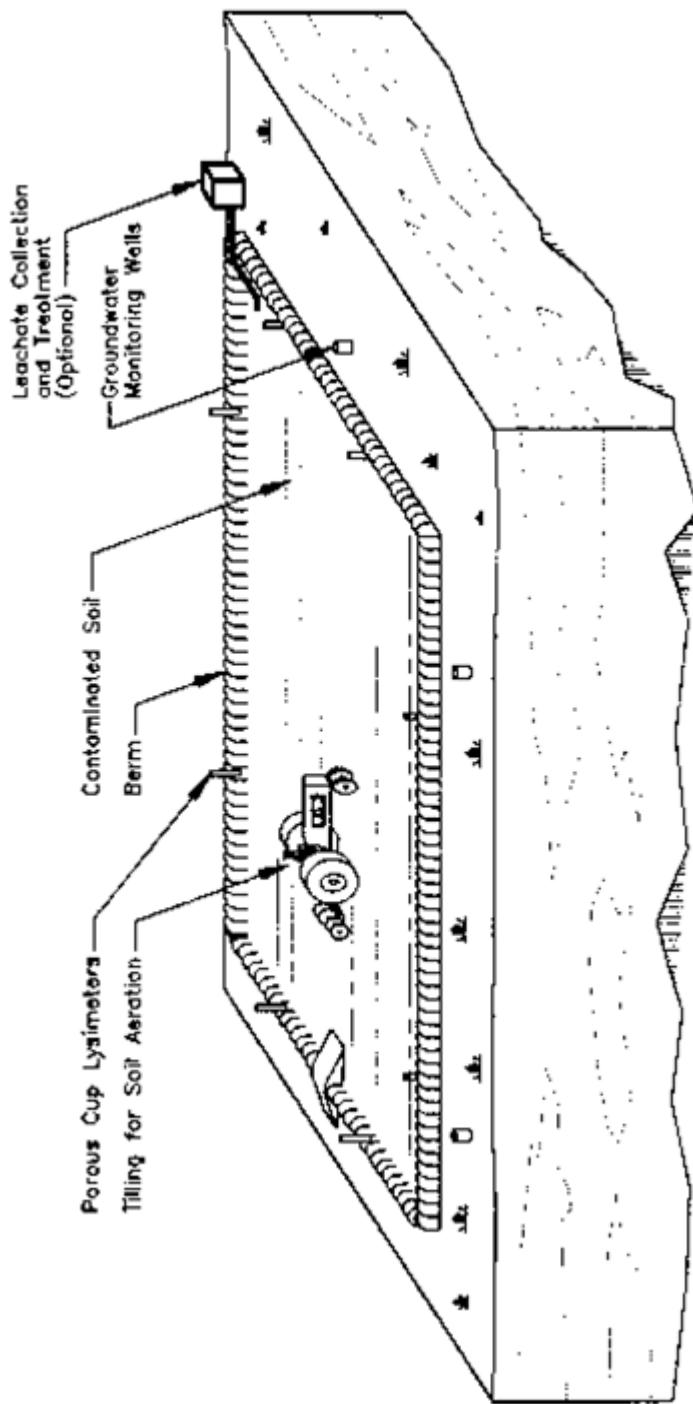 Porous Cup Lysimeters
Tilling for Soil Aeration
Contaminated Soil
Berm
Leachate Collection
and Treatment
(Optional)
Groundwater
Monitoring Wells